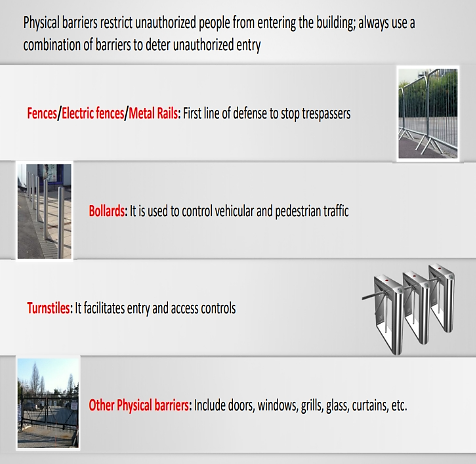 Physical barriers restrict unauthorized people from entering the building; always use a
combination of barriers to deter unauthorized entry
Fences/Electric fences/Metal Rails: First line of defense to stop trespassers
Bollards: It is used to control vehicular and pedestrian traffic
Turnstiles: It facilitates entry and access controls
Other Physical barriers: Include doors, windows, grills, glass, curtains, etc.